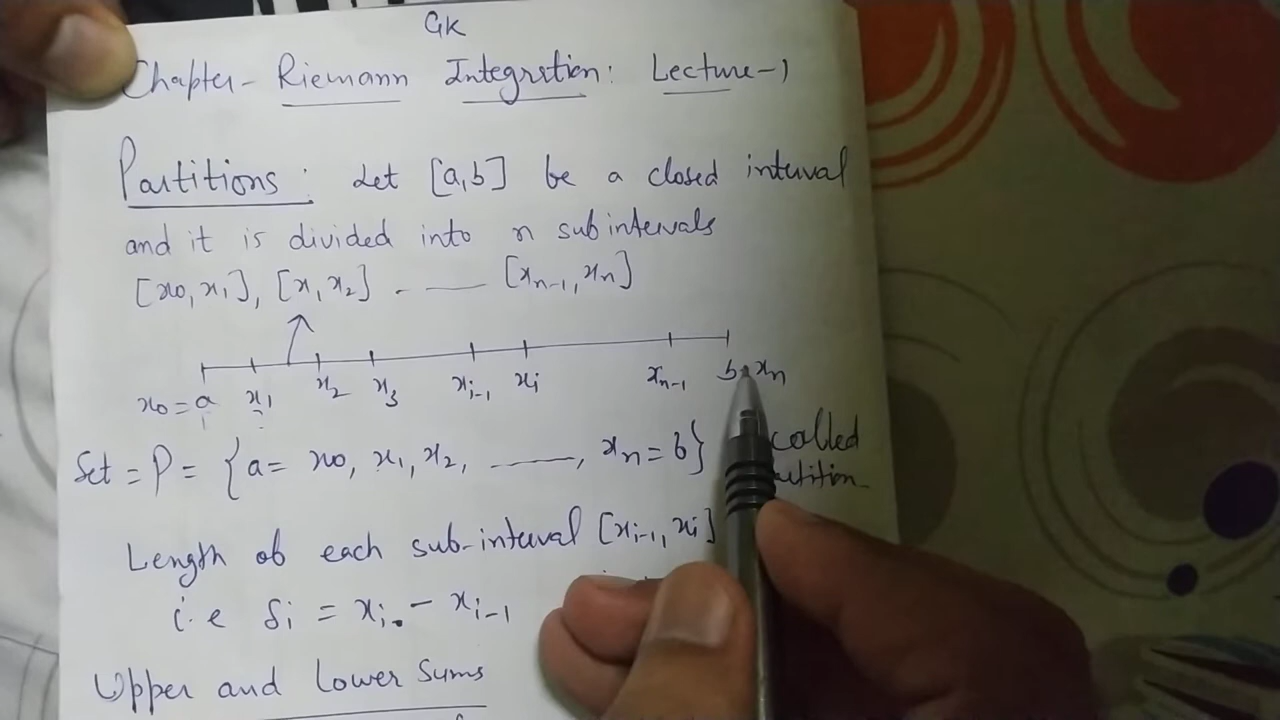 GK
Chapter- Riemann Integration: Lecture-1
Partitions: Let [a,b] be a closed interval
and it is divided into n subintervals
[x0, x1], [x1 x2] - —— [xn-1, xn]
x0 = a x1 x2 x3 xi-1 xi xn-1 b xn
Set = P = {a = x0, x1, x2, ——, xn = b} called
Length of each sub-interval [xi-1, xi]
i.e δi = xi - xi-1
Upper and Lower Sums